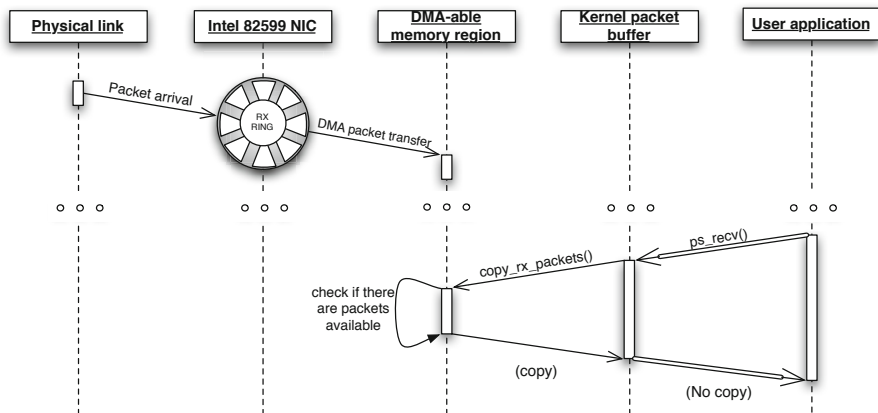 Physical link
Intel 82599 NIC
DMA-able
memory region
Kernel packet
buffer
User application
Packet arrival
RX
RING
DMA packet transfer
ps_recv()
copy_rx_packets()
check if there
are packets
available
(copy)
(No copy)